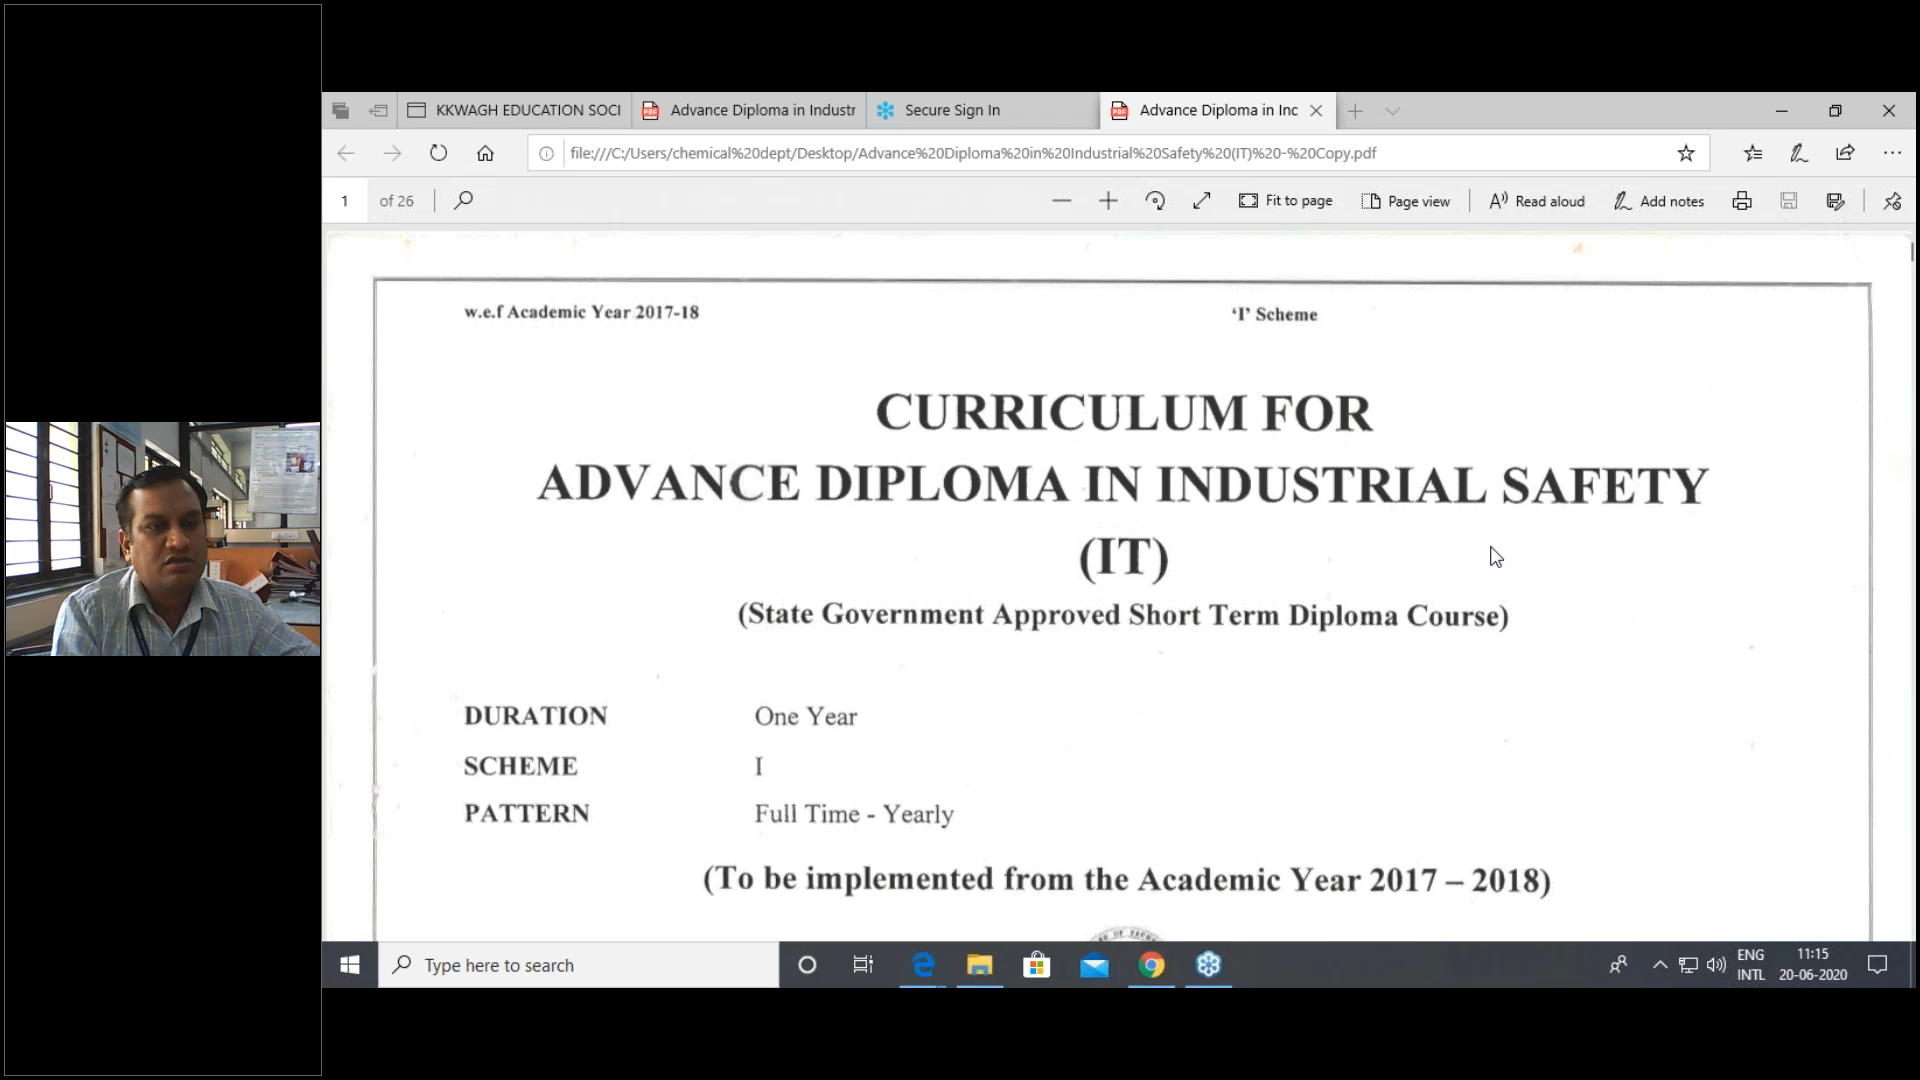 KKWAGH EDUCATION SOCI
Advance Diploma in Industr
Secure Sign In
Advance Diploma in Inc
file:///C:/Users/chemical%20dept/Desktop/Advance%20Diploma%20in%20Industrial%20Safety%20(IT)%20-%20Copy.pdf
1 of 26
Fit to page
Page view
Read aloud
Add notes
w.e.f Academic Year 2017-18
‘I’ Scheme
CURRICULUM FOR
ADVANCE DIPLOMA IN INDUSTRIAL SAFETY
(IT)
(State Government Approved Short Term Diploma Course)
DURATION One Year
SCHEME I
PATTERN Full Time - Yearly
(To be implemented from the Academic Year 2017 – 2018)
Type here to search
ENG
INTL
11:15
20-06-2020